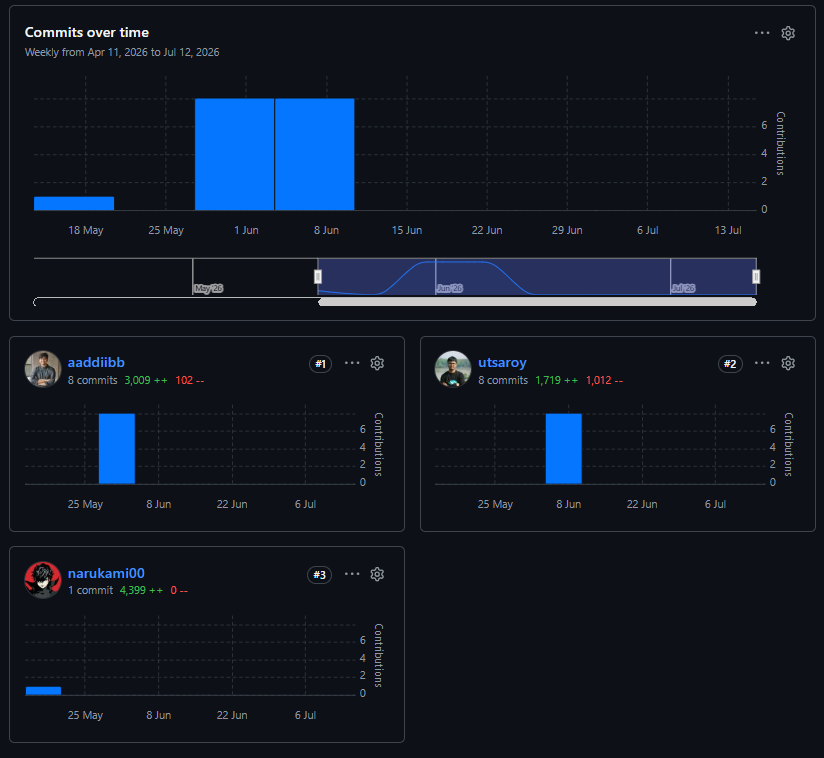 Commits over time
Weekly from Apr 11, 2026 to Jul 12, 2026
Contributions
6
4
2
0
18 May 25 May 1 Jun 8 Jun 15 Jun 22 Jun 29 Jun 6 Jul 13 Jul
May '26 Jun '26 Jul '26
aaddiibb #1
8 commits 3,009 ++ 102 --
Contributions
6
4
2
0
25 May 8 Jun 22 Jun 6 Jul
utsaroy #2
8 commits 1,719 ++ 1,012 --
Contributions
6
4
2
0
25 May 8 Jun 22 Jun 6 Jul
narukami00 #3
1 commit 4,399 ++ 0 --
Contributions
6
4
2
0
25 May 8 Jun 22 Jun 6 Jul